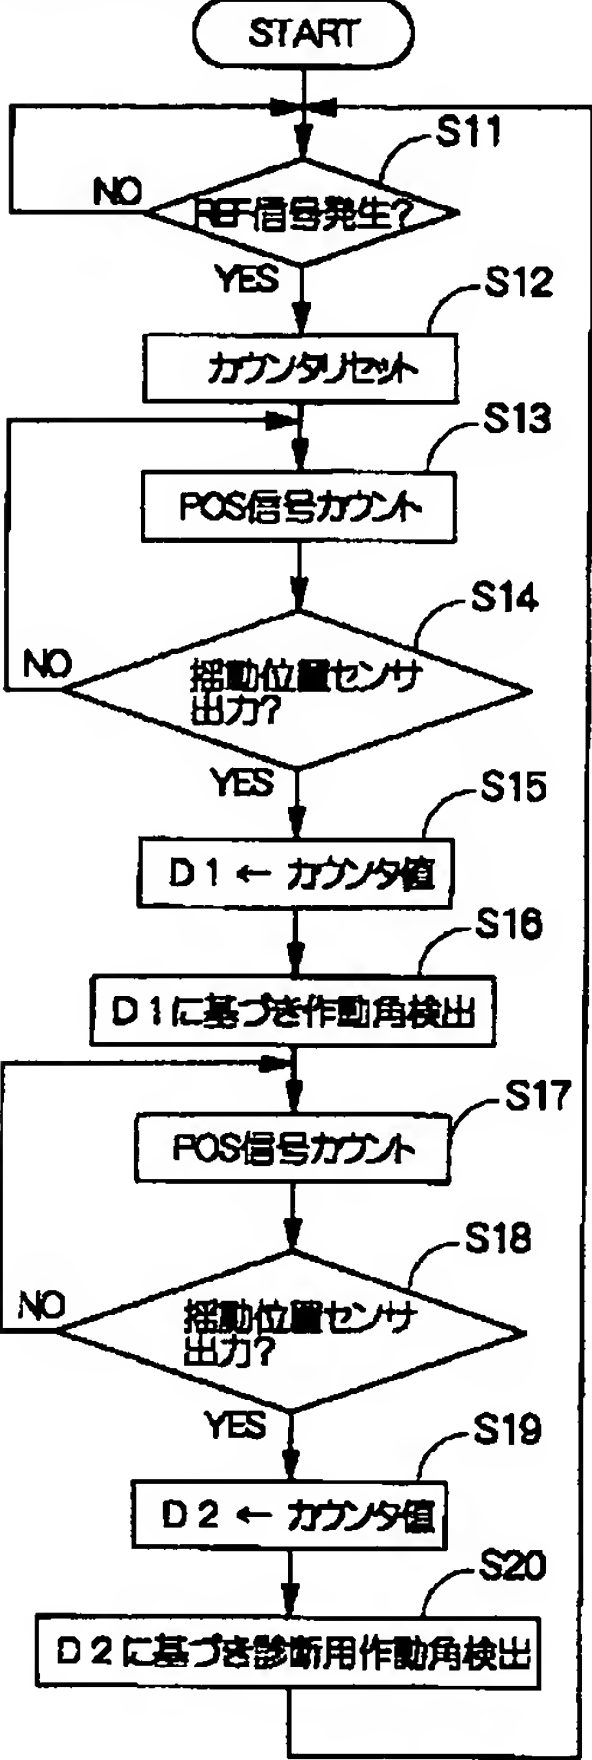 START
S11
NO
REF信号発生?
YES
S12
カウンタリセット
S13
POS信号カウント
S14
NO
揺動位置センサ
出力?
YES
S15
D1 ← カウンタ値
S16
D1に基づき作動角検出
S17
POS信号カウント
S18
NO
揺動位置センサ
出力?
YES
S19
D2 ← カウンタ値
S20
D2に基づき診断用作動角検出